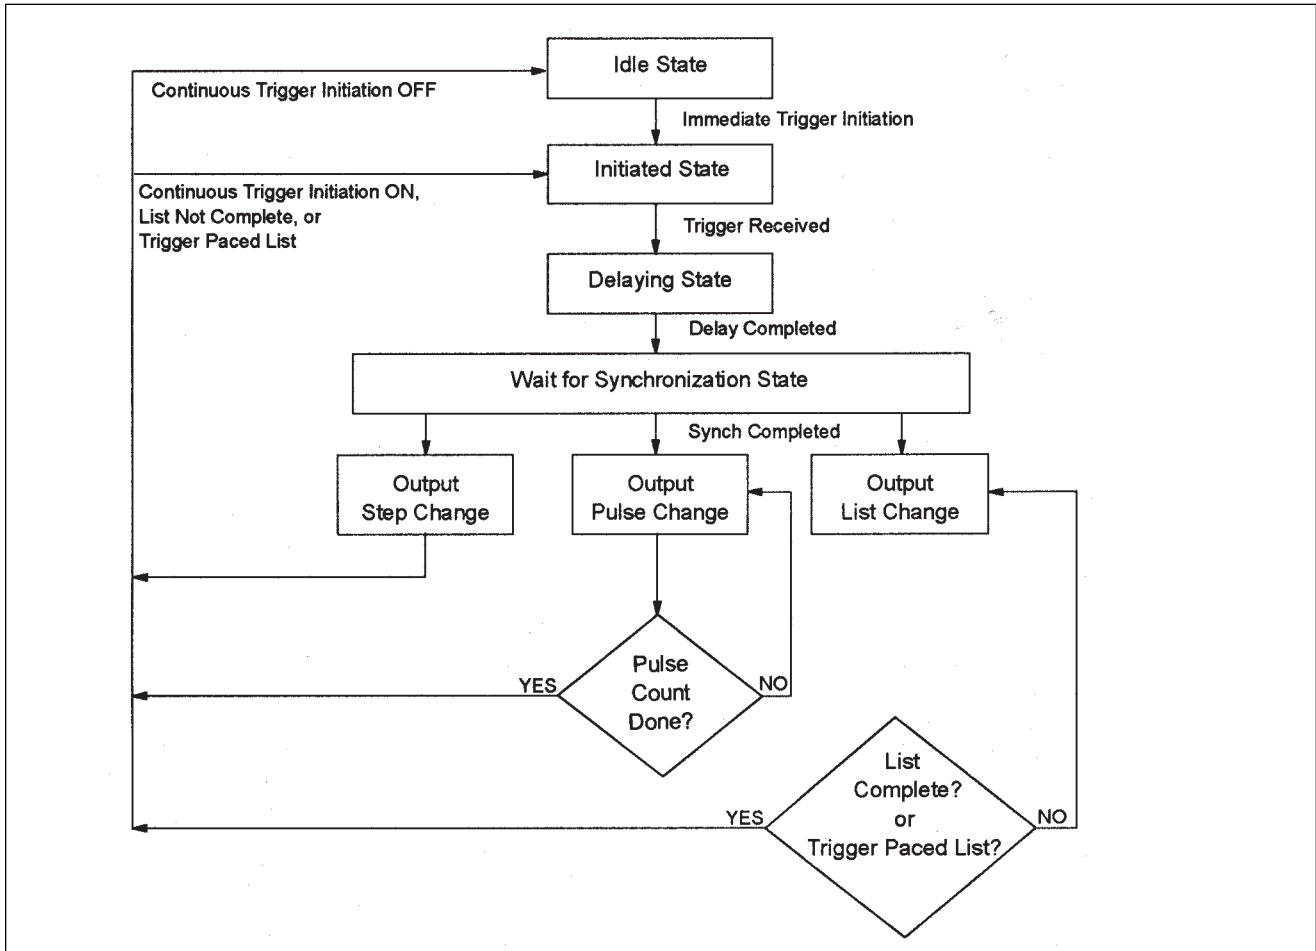 Idle State
Continuous Trigger Initiation OFF
Immediate Trigger Initiation
Initiated State
Continuous Trigger Initiation ON,
List Not Complete, or
Trigger Paced List
Trigger Received
Delaying State
Delay Completed
Wait for Synchronization State
Synch Completed
Output
Step Change
Output
Pulse Change
Output
List Change
Pulse
Count
Done?
YES
NO
List
Complete?
or
Trigger Paced List?
YES
NO